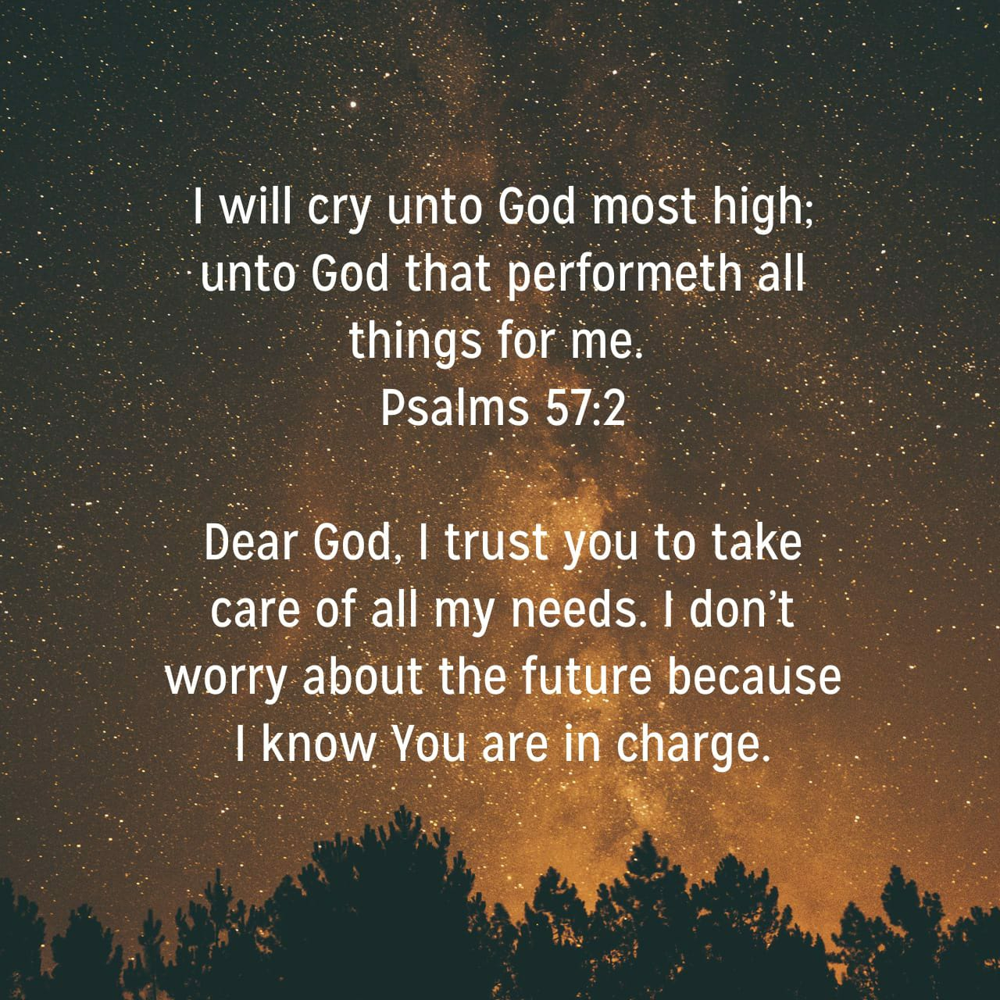 I will cry unto God most high;
unto God that performeth all
things for me.
Psalms 57:2
Dear God, I trust you to take
care of all my needs. I don’t
worry about the future because
I know You are in charge.